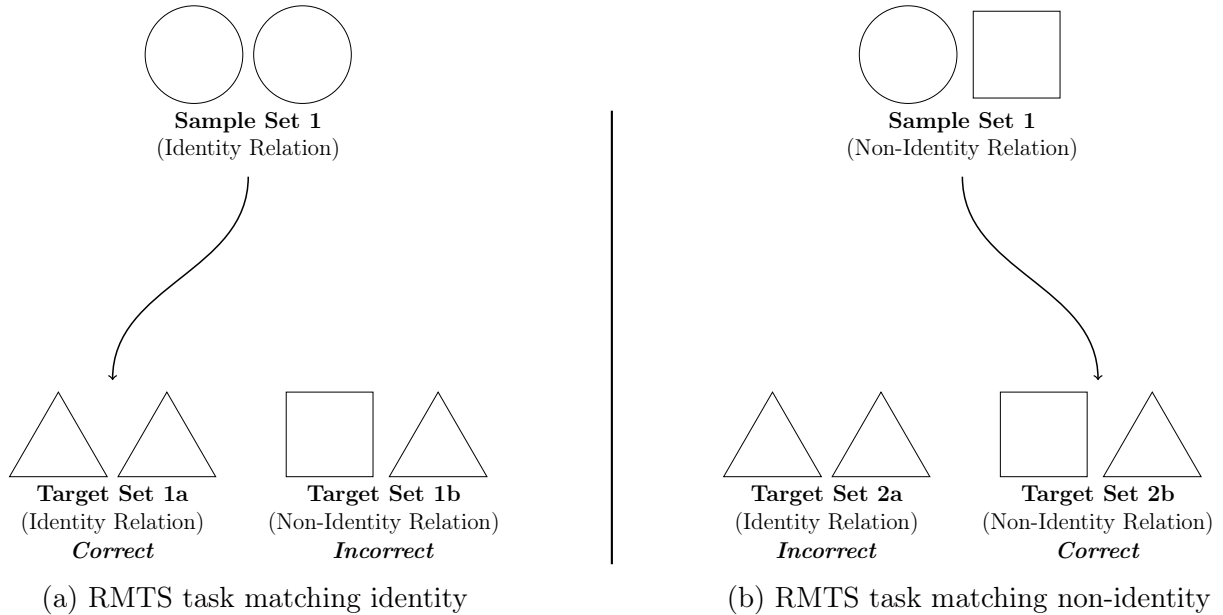 Sample Set 1
(Identity Relation)
Target Set 1a
(Identity Relation)
Correct
Target Set 1b
(Non-Identity Relation)
Incorrect
(a) RMTS task matching identity
Sample Set 1
(Non-Identity Relation)
Target Set 2a
(Identity Relation)
Incorrect
Target Set 2b
(Non-Identity Relation)
Correct
(b) RMTS task matching non-identity